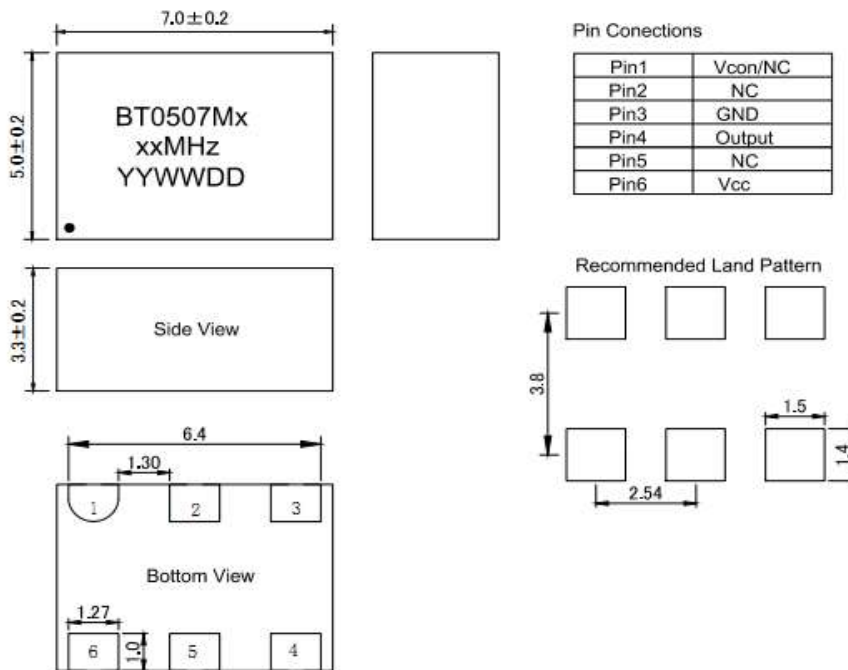 7.0±0.2
5.0±0.2
BT0507Mx
xxMHz
YYWWDD
Pin Conections
Pin1 Vcon/NC
Pin2 NC
Pin3 GND
Pin4 Output
Pin5 NC
Pin6 Vcc
3.3±0.2
Side View
Recommended Land Pattern
3.8
1.5
1.4
2.54
6.4
1.30
1 2 3
Bottom View
1.27
1.0
6 5 4